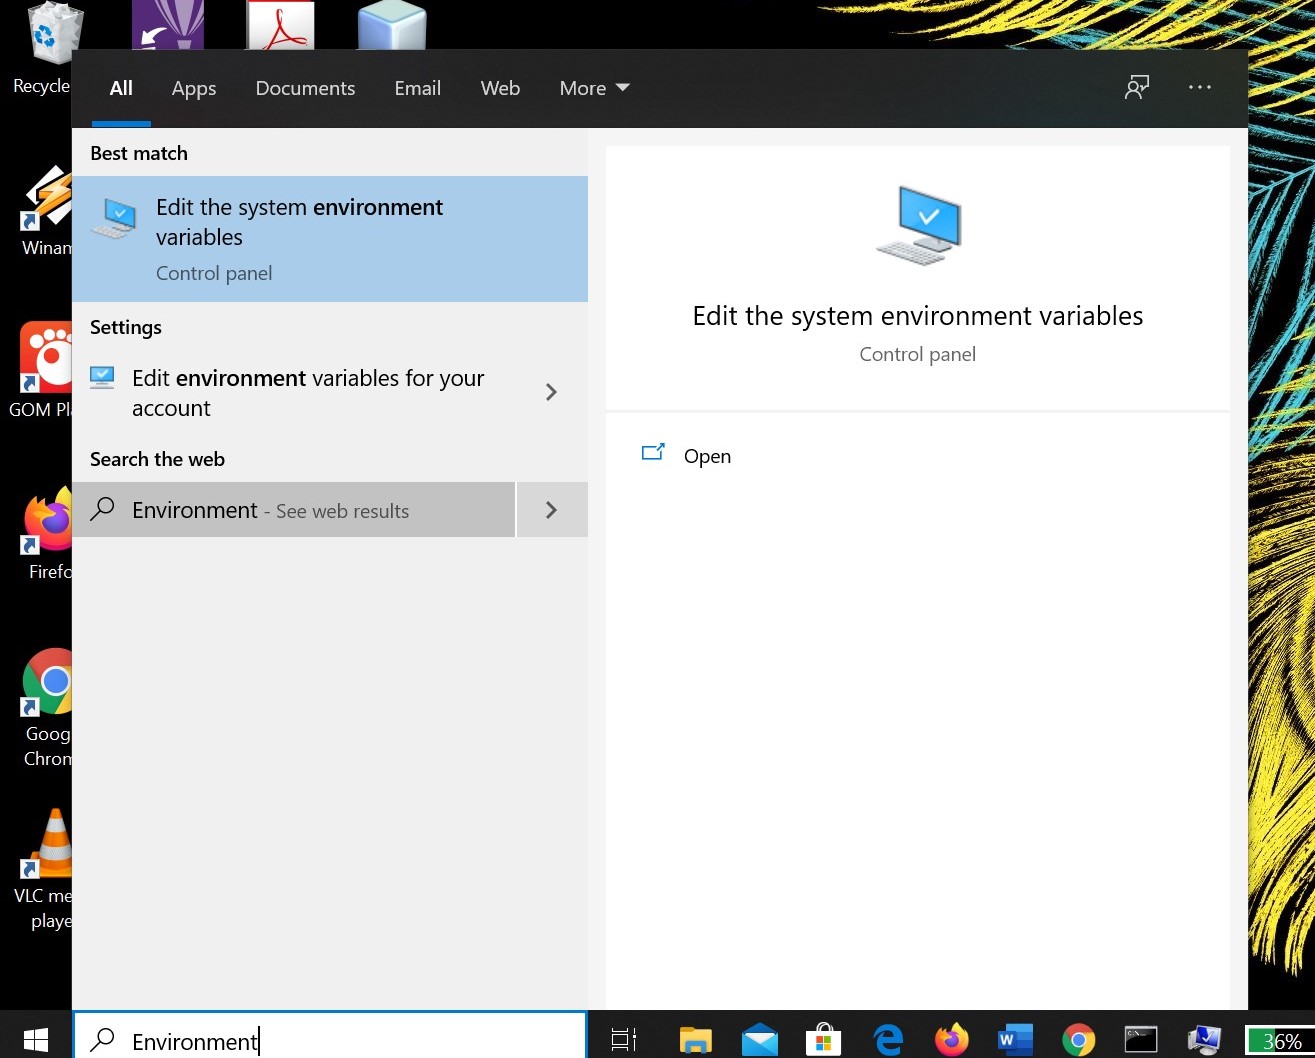 Recycle
All Apps Documents Email Web More
Best match
Edit the system environment
variables
Control panel
Edit the system environment variables
Control panel
Settings
Edit environment variables for your
account
Open
Search the web
Environment - See web results
Winam
GOM Pla
Firefo
Goog
Chrom
VLC me
playe
Environment
36%